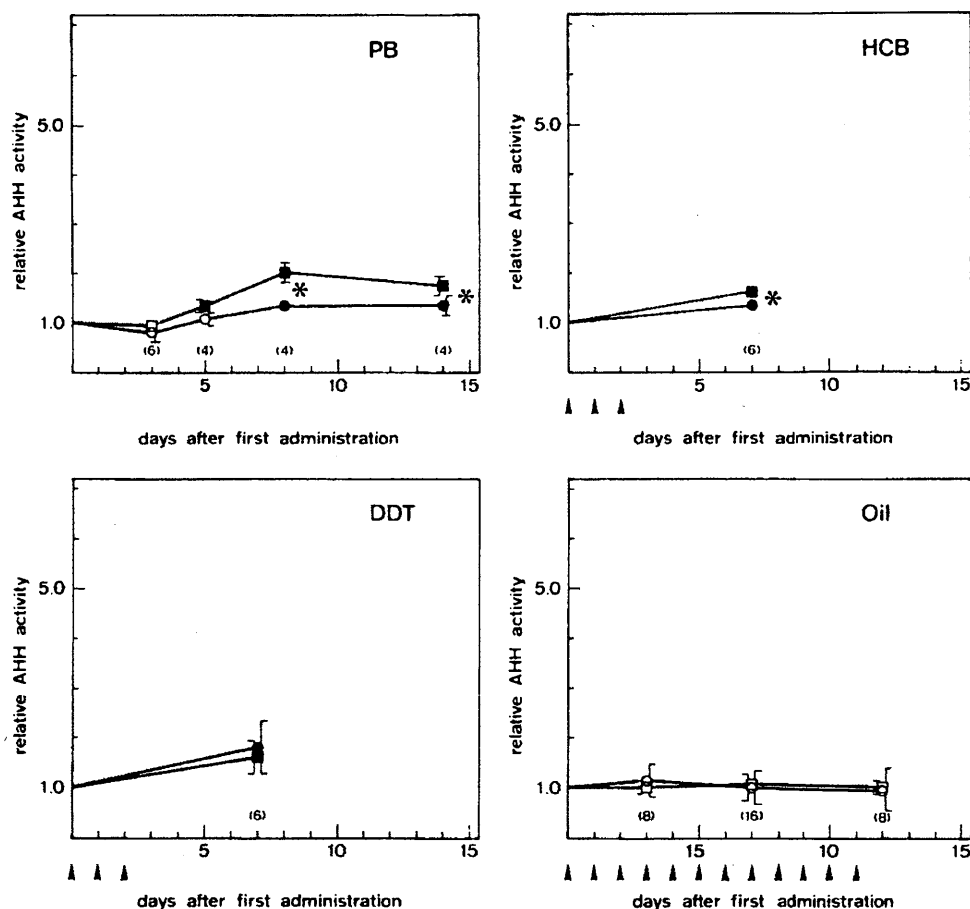 PB
relative AHH activity
5.0
1.0
*
*
(6)
(4)
(4)
(4)
5
10
15
days after first administration
HCB
relative AHH activity
5.0
1.0
*
(6)
5
10
15
days after first administration
DDT
relative AHH activity
5.0
1.0
(6)
5
10
15
days after first administration
Oil
relative AHH activity
5.0
1.0
(8)
(16)
(8)
5
10
15
days after first administration